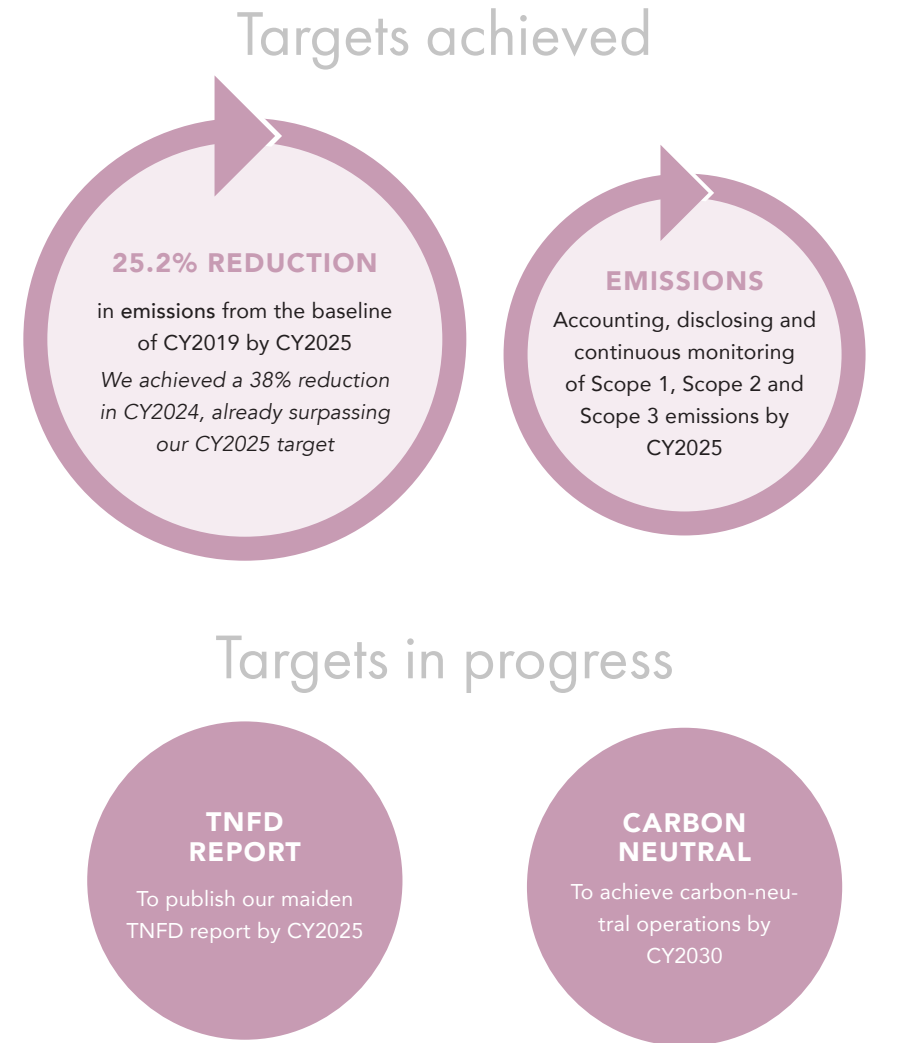 Targets achieved
25.2% REDUCTION
in emissions from the baseline
of CY2019 by CY2025
We achieved a 38% reduction
in CY2024, already surpassing
our CY2025 target
EMISSIONS
Accounting, disclosing and
continuous monitoring
of Scope 1, Scope 2 and
Scope 3 emissions by
CY2025
Targets in progress
TNFD
REPORT
To publish our maiden
TNFD report by CY2025
CARBON
NEUTRAL
To achieve carbon-neu-
tral operations by
CY2030